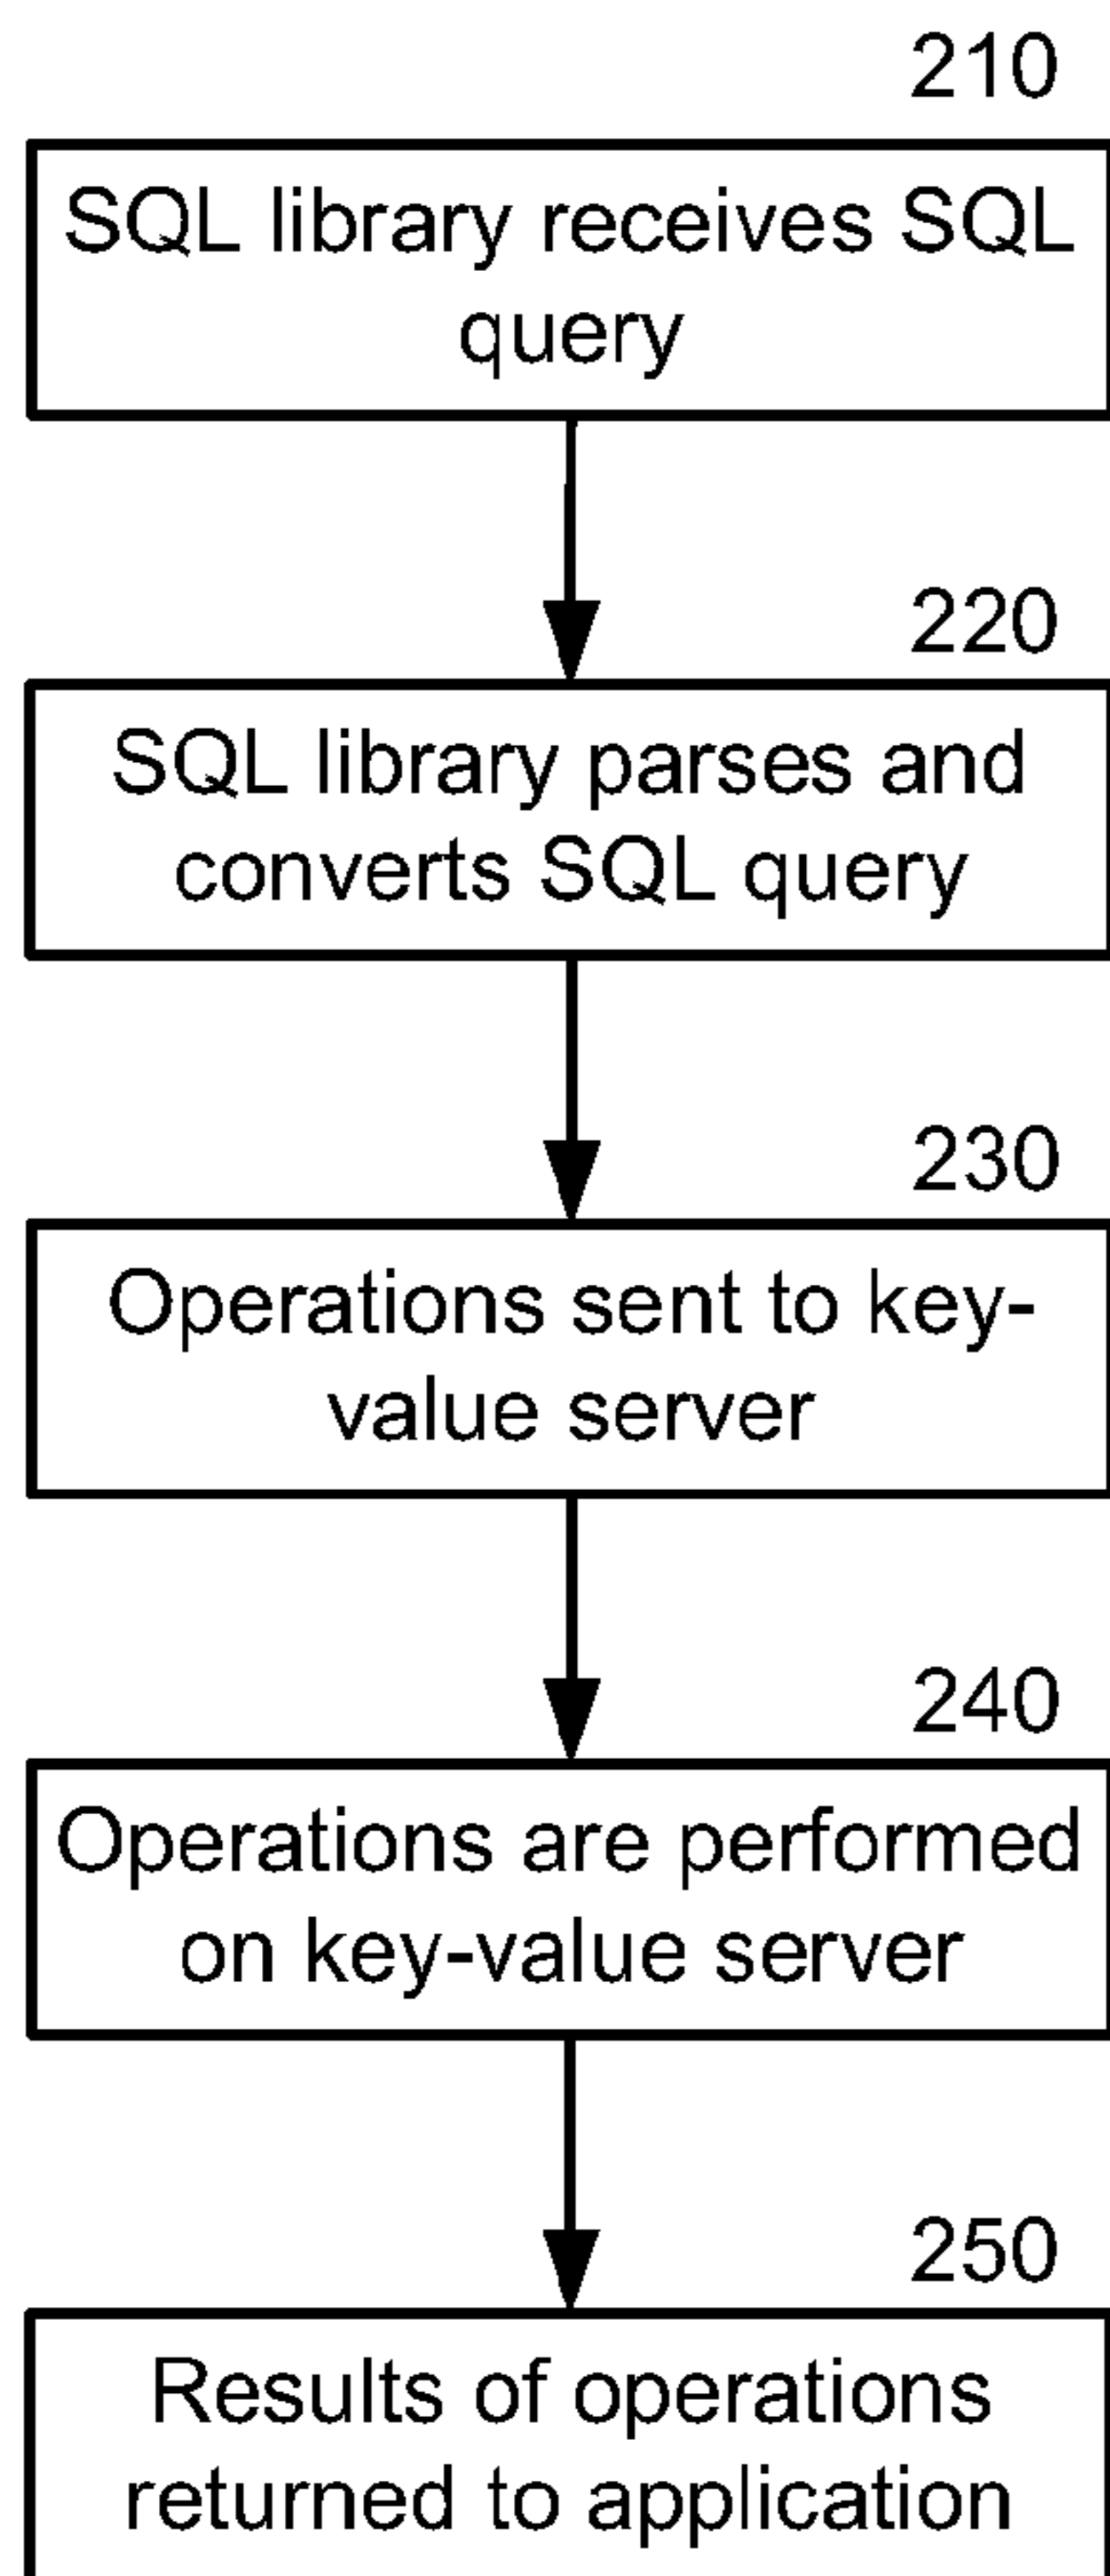 210
SQL library receives SQL
query
220
SQL library parses and
converts SQL query
230
Operations sent to key-
value server
240
Operations are performed
on key-value server
250
Results of operations
returned to application